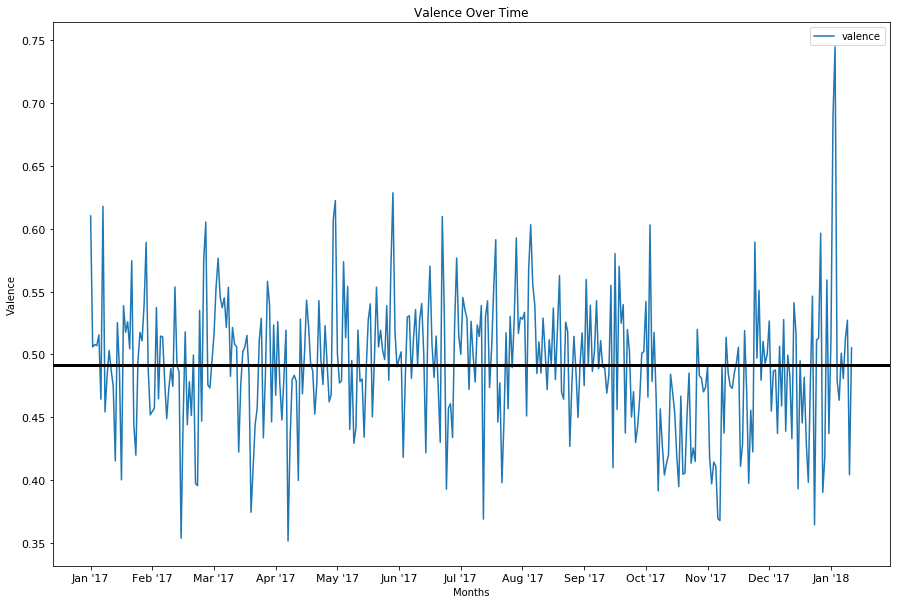 Valence Over Time
valence
0.75
0.70
0.65
0.60
0.55
0.50
0.45
0.40
0.35
Valence
Jan '17 Feb '17 Mar '17 Apr '17 May '17 Jun '17 Jul '17 Aug '17 Sep '17 Oct '17 Nov '17 Dec '17 Jan '18
Months